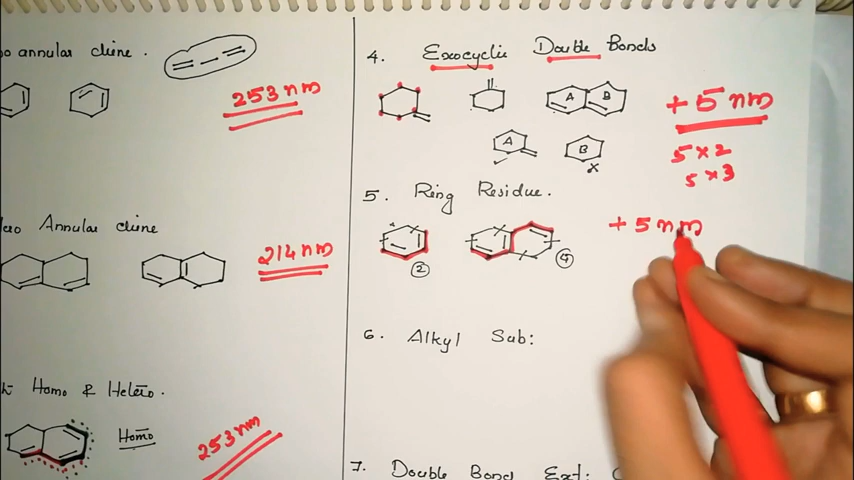 annular diene.
253 nm
Annular diene
214 nm
Homo & Hetero.
Homo
253 nm
4. Exocyclic Double Bonds
A B
+ 5 nm
A B
5 × 2
5 × 3
5. Ring Residue.
+ 5 nm
2 4
6. Alkyl Sub:
7. Double Bond Ext: